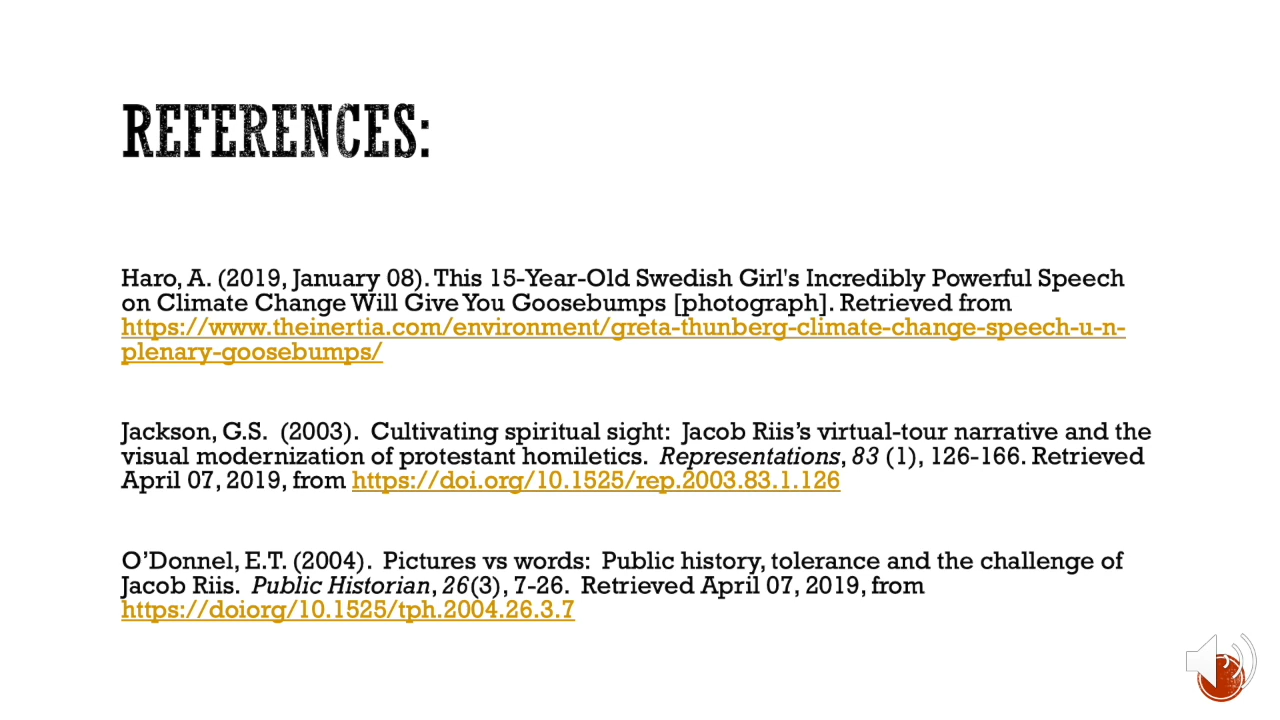 REFERENCES:
Haro, A. (2019, January 08). This 15-Year-Old Swedish Girl's Incredibly Powerful Speech
on Climate Change Will Give You Goosebumps [photograph]. Retrieved from
https://www.theinertia.com/environment/greta-thunberg-climate-change-speech-u-n-
plenary-goosebumps/
Jackson, G.S.  (2003).  Cultivating spiritual sight:  Jacob Riis’s virtual-tour narrative and the
visual modernization of protestant homiletics.  Representations, 83 (1), 126-166. Retrieved
April 07, 2019, from https://doi.org/10.1525/rep.2003.83.1.126
O’Donnel, E.T. (2004).  Pictures vs words:  Public history, tolerance and the challenge of
Jacob Riis.  Public Historian, 26(3), 7-26.  Retrieved April 07, 2019, from
https://doiorg/10.1525/tph.2004.26.3.7